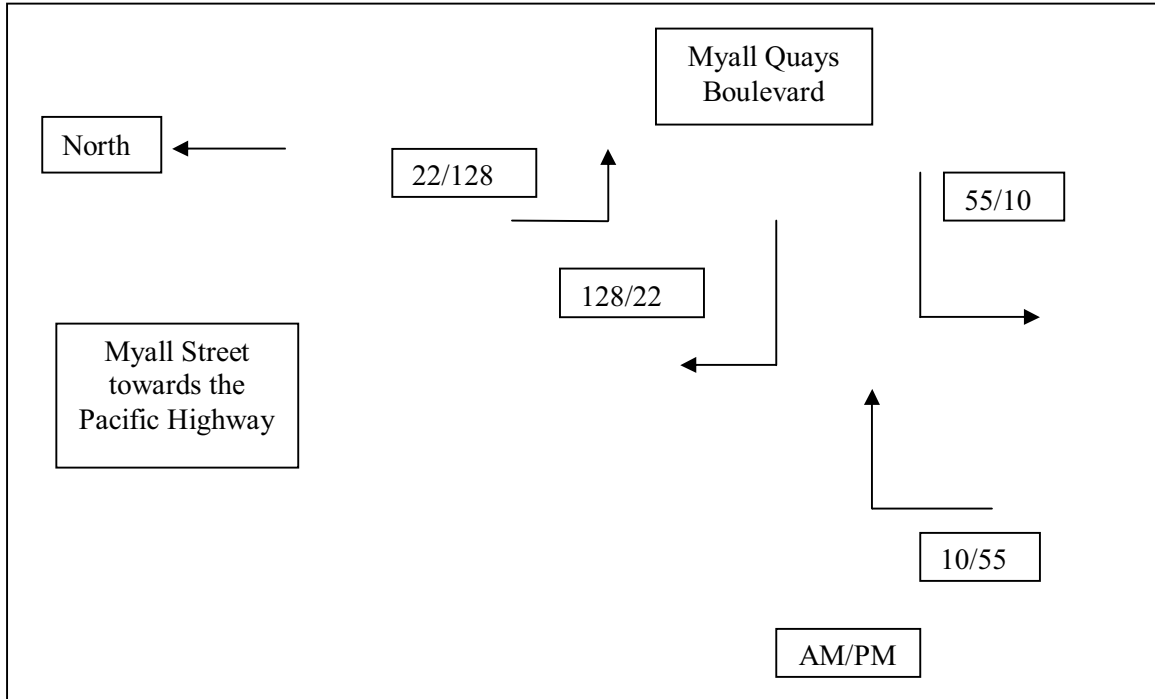 Myall Quays
Boulevard
North
22/128
55/10
128/22
Myall Street
towards the
Pacific Highway
10/55
AM/PM